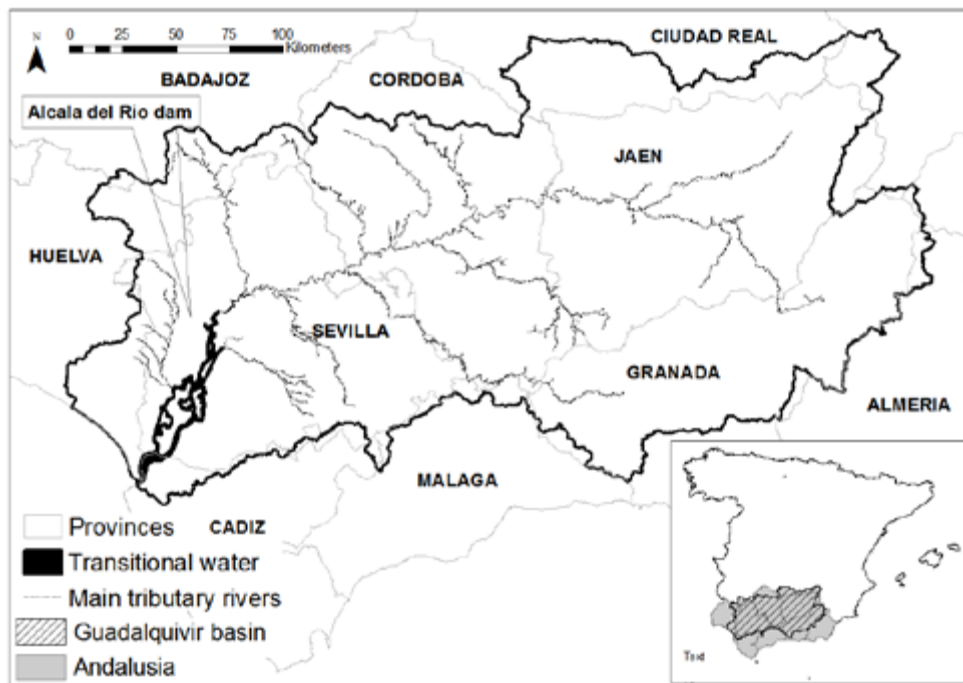 N
0 25 50 75 100
Kilometers
CIUDAD REAL
BADAJOZ
CORDOBA
Alcala del Rio dam
JAEN
HUELVA
SEVILLA
GRANADA
ALMERIA
MALAGA
CADIZ
Provinces
Transitional water
Main tributary rivers
Guadalquivir basin
Andalusia